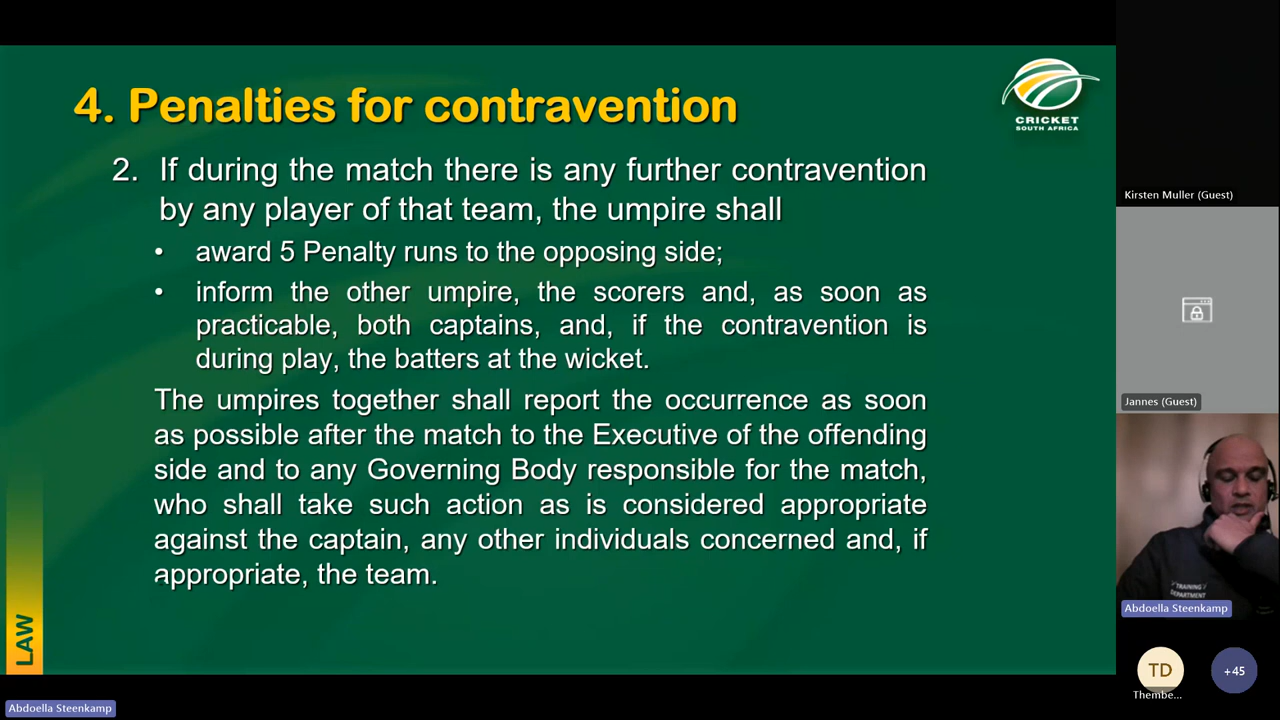 4. Penalties for contravention
CRICKET
SOUTH AFRICA
2. If during the match there is any further contravention
by any player of that team, the umpire shall
• award 5 Penalty runs to the opposing side;
• inform the other umpire, the scorers and, as soon as
practicable, both captains, and, if the contravention is
during play, the batters at the wicket.
The umpires together shall report the occurrence as soon
as possible after the match to the Executive of the offending
side and to any Governing Body responsible for the match,
who shall take such action as is considered appropriate
against the captain, any other individuals concerned and, if
appropriate, the team.
LAW
Abdoella Steenkamp
Kirsten Muller (Guest)
Jannes (Guest)
TRAINING
DEPARTMENT
Abdoella Steenkamp
TD
Thembe...
+45